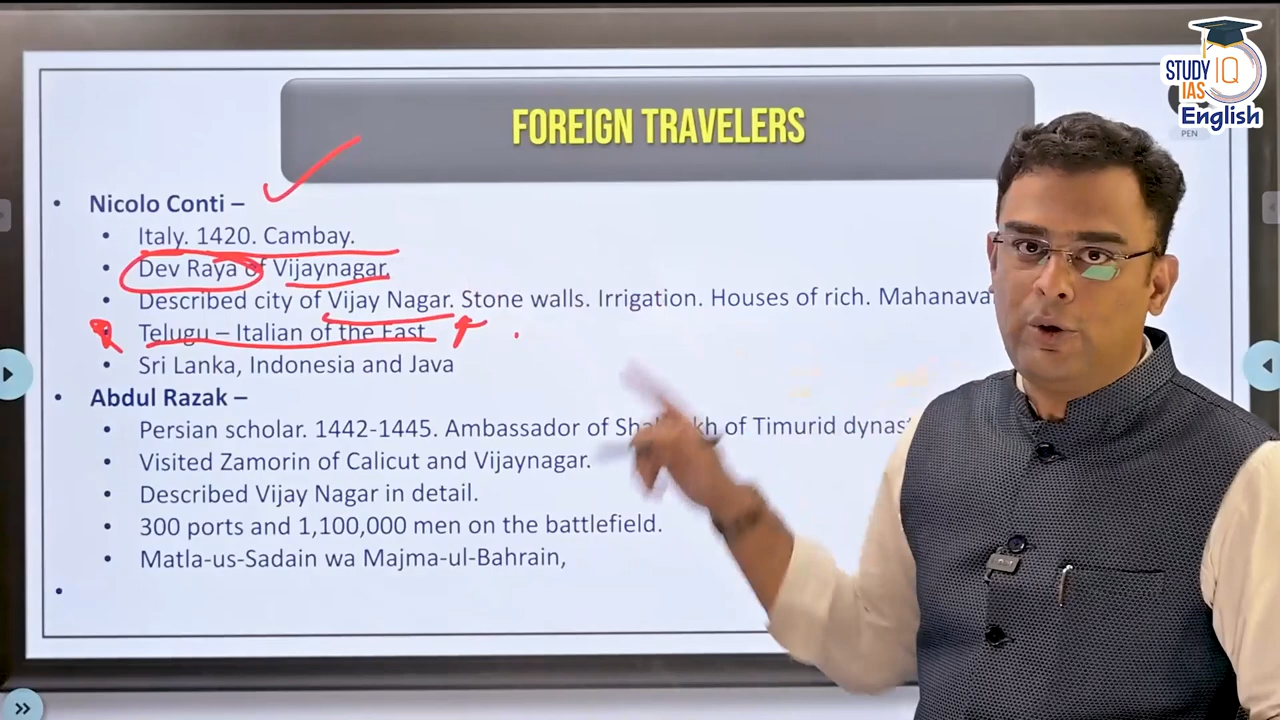 STUDY IQ
IAS
English
PEN
FOREIGN TRAVELERS
Nicolo Conti –
Italy. 1420. Cambay.
Dev Raya of Vijaynagar.
Described city of Vijay Nagar. Stone walls. Irrigation. Houses of rich.
Telugu – Italian of the East.
Sri Lanka, Indonesia and Java
Abdul Razak –
Persian scholar. 1442-1445. Ambassador of of Timurid
Visited Zamorin of Calicut and Vijaynagar.
Described Vijay Nagar in detail.
300 ports and 1,100,000 men on the battlefield.
Matla-us-Sadain wa Majma-ul-Bahrain,